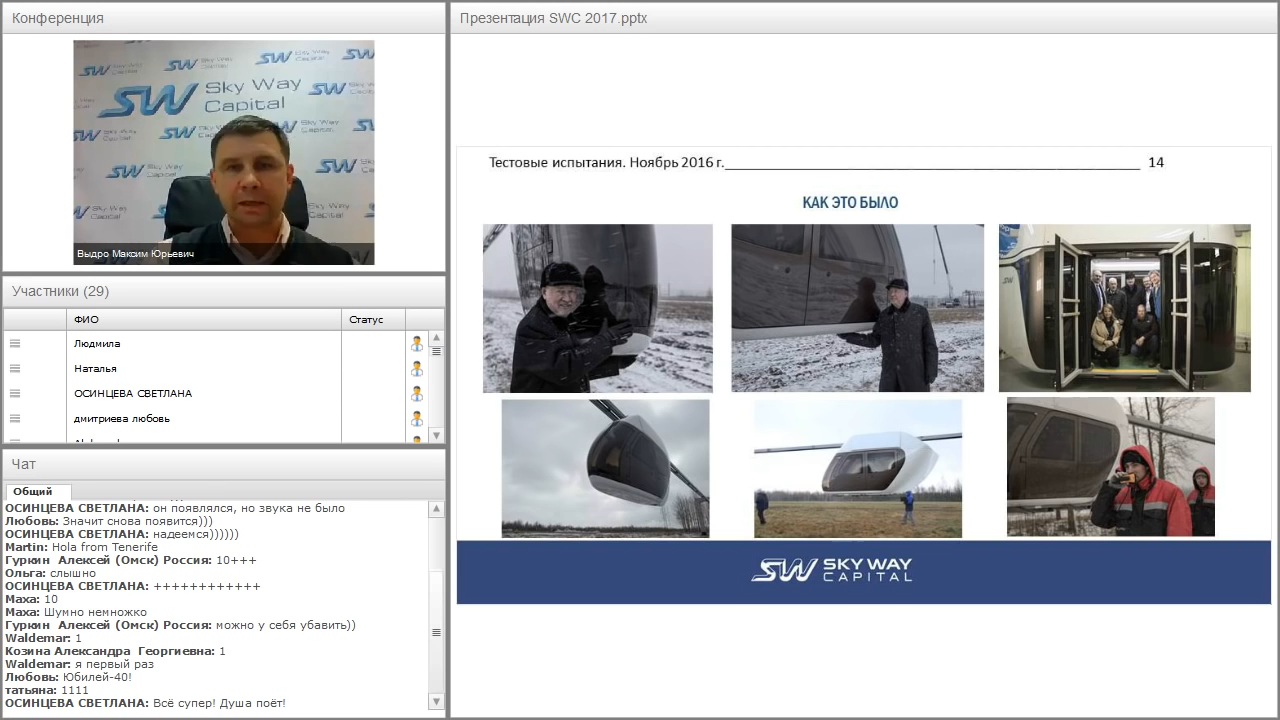 Конференция
SW Sky Way Capital
Выдро Максим Юрьевич
Участники (29)
ФИО Статус
Людмила
Наталья
ОСИНЦЕВА СВЕТЛАНА
дмитриева любовь
Чат
Общий
ОСИНЦЕВА СВЕТЛАНА: он появлялся, но звука не было
Любовь: Значит снова появится)))
ОСИНЦЕВА СВЕТЛАНА: надеемся))))))
Martin: Hola from Tenerife
Гуркин Алексей (Омск) Россия: 10+++
Ольга: слышно
ОСИНЦЕВА СВЕТЛАНА: ++++++++++++
Маха: 10
Маха: Шумно немножко
Гуркин Алексей (Омск) Россия: можно у себя убавить))
Waldemar: 1
Козина Александра Георгиевна: 1
Waldemar: я первый раз
Любовь: Юбилей-40!
татьяна: 1111
ОСИНЦЕВА СВЕТЛАНА: Всё супер! Душа поёт!
Презентация SWC 2017.pptx
Тестовые испытания. Ноябрь 2016 г. 14
КАК ЭТО БЫЛО
SW SKY WAY
CAPITAL